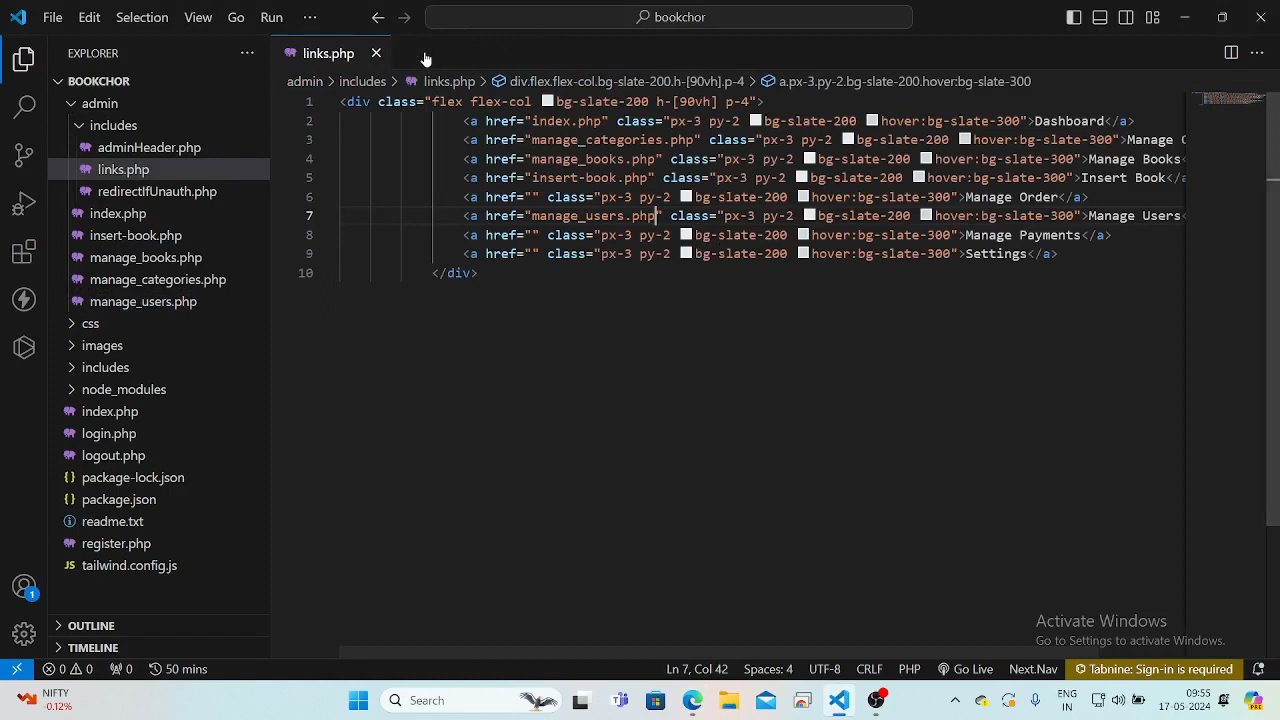 File Edit Selection View Go Run ··· bookchor
EXPLORER ···
links.php
admin > includes > links.php > div.flex.flex-col.bg-slate-200.h-[90vh].p-4 > a.px-3.py-2.bg-slate-200.hover:bg-slate-300
BOOKCHOR
admin
includes
adminHeader.php
links.php
redirectIfUnauth.php
index.php
insert-book.php
manage_books.php
manage_categories.php
manage_users.php
css
images
includes
node_modules
index.php
login.php
logout.php
package-lock.json
package.json
readme.txt
register.php
tailwind.config.js
OUTLINE
TIMELINE
1 <div class="flex flex-col bg-slate-200 h-[90vh] p-4">
2 <a href="index.php" class="px-3 py-2 bg-slate-200 hover:bg-slate-300">Dashboard</a>
3 <a href="manage_categories.php" class="px-3 py-2 bg-slate-200 hover:bg-slate-300">Manage C
4 <a href="manage_books.php" class="px-3 py-2 bg-slate-200 hover:bg-slate-300">Manage Books<
5 <a href="insert-book.php" class="px-3 py-2 bg-slate-200 hover:bg-slate-300">Insert Book</a
6 <a href="" class="px-3 py-2 bg-slate-200 hover:bg-slate-300">Manage Order</a>
7 <a href="manage_users.php" class="px-3 py-2 bg-slate-200 hover:bg-slate-300">Manage Users<
8 <a href="" class="px-3 py-2 bg-slate-200 hover:bg-slate-300">Manage Payments</a>
9 <a href="" class="px-3 py-2 bg-slate-200 hover:bg-slate-300">Settings</a>
10 </div>
Activate Windows
Go to Settings to activate Windows.
1
0 0 0 50 mins Ln 7, Col 42 Spaces: 4 UTF-8 CRLF PHP Go Live Next.Nav Tabnine: Sign-in is required
NIFTY
-0.12%
Search
ENG
IN
09:55
17-05-2024